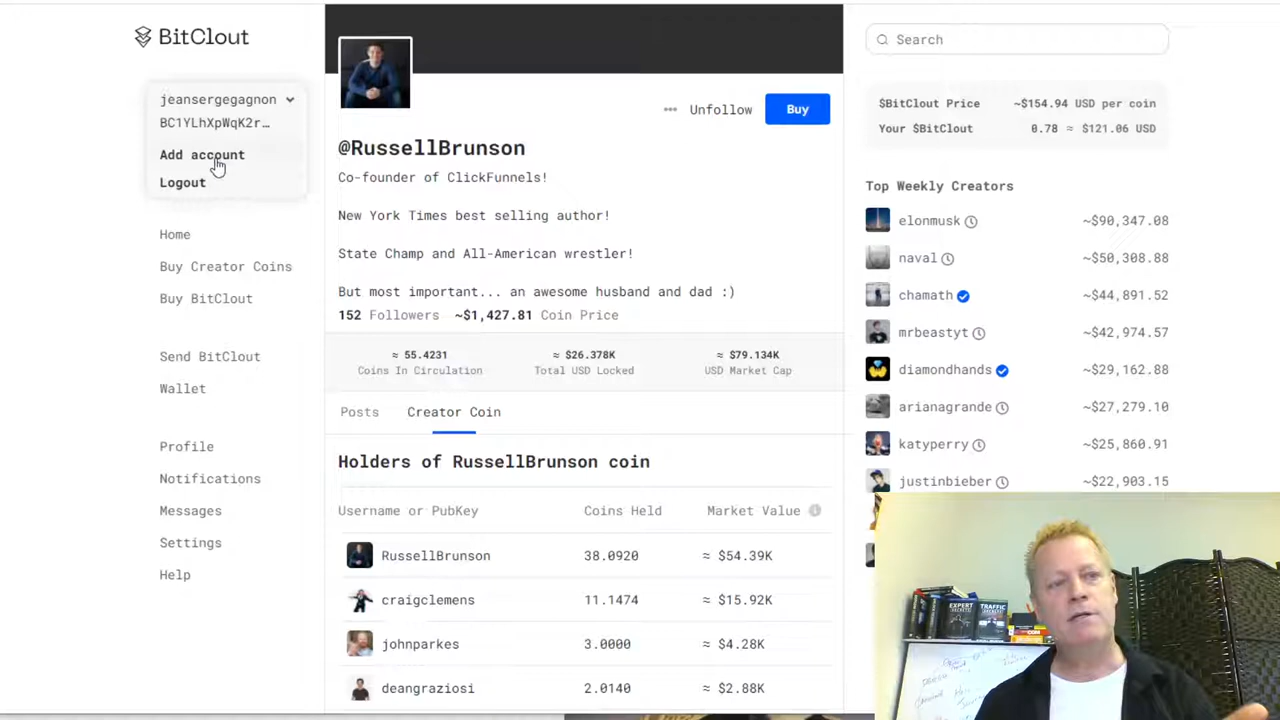 BitClout
jeansergegagnon
BC1YLhXpWqK2r…
Add account
Logout
Home
Buy Creator Coins
Buy BitClout
Send BitClout
Wallet
Profile
Notifications
Messages
Settings
Help
Unfollow
Buy
@RussellBrunson
Co-founder of ClickFunnels!
New York Times best selling author!
State Champ and All-American wrestler!
But most important... an awesome husband and dad :)
152 Followers ~$1,427.81 Coin Price
≈ 55.4231 ≈ $26.378K ≈ $79.134K
Coins In Circulation Total USD Locked USD Market Cap
Posts Creator Coin
Holders of RussellBrunson coin
Username or PubKey Coins Held Market Value
RussellBrunson 38.0920 ≈ $54.39K
craigclemens 11.1474 ≈ $15.92K
johnparkes 3.0000 ≈ $4.28K
deangraziosi 2.0140 ≈ $2.88K
Search
$BitClout Price ~$154.94 USD per coin
Your $BitClout 0.78 ≈ $121.06 USD
Top Weekly Creators
elonmusk ~$90,347.08
naval ~$50,308.88
chamath ~$44,891.52
mrbeastyt ~$42,974.57
diamondhands ~$29,162.88
arianagrande ~$27,279.10
katyperry ~$25,860.91
justinbieber ~$22,903.15
EXPERT SECRETS
TRAFFIC SECRETS